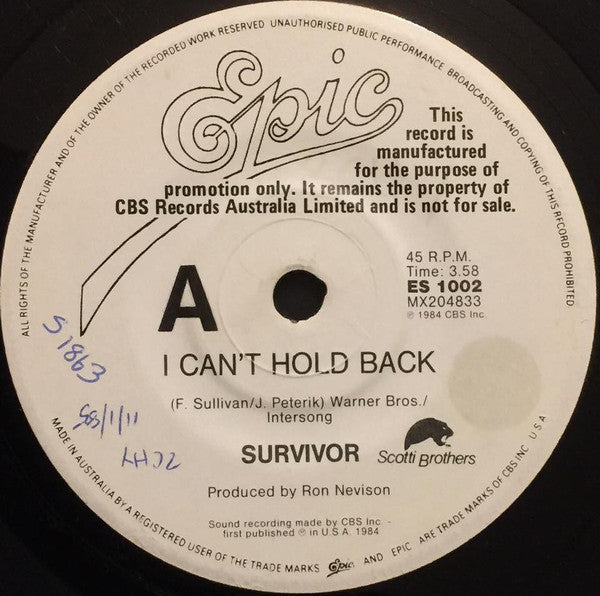 ALL RIGHTS OF THE MANUFACTURER AND OF THE OWNER OF THE RECORDED WORK RESERVED UNAUTHORISED PUBLIC PERFORMANCE BROADCASTING AND COPYING OF THIS RECORD PROHIBITED
Epic
This
record is
manufactured
for the purpose of
promotion only. It remains the property of
CBS Records Australia Limited and is not for sale.
A
45 R.P.M.
Time: 3.58
ES 1002
MX204833
℗ 1984 CBS Inc.
I CAN'T HOLD BACK
(F. Sullivan/J. Peterik) Warner Bros./
Intersong
SURVIVOR
Scotti Brothers
Produced by Ron Nevison
Sound recording made by CBS Inc. -
first published ℗ in U.S.A. 1984
MADE IN AUSTRALIA BY A REGISTERED USER OF THE TRADE MARKS Epic AND EPIC ARE TRADE MARKS OF CBS INC U S A
S1863